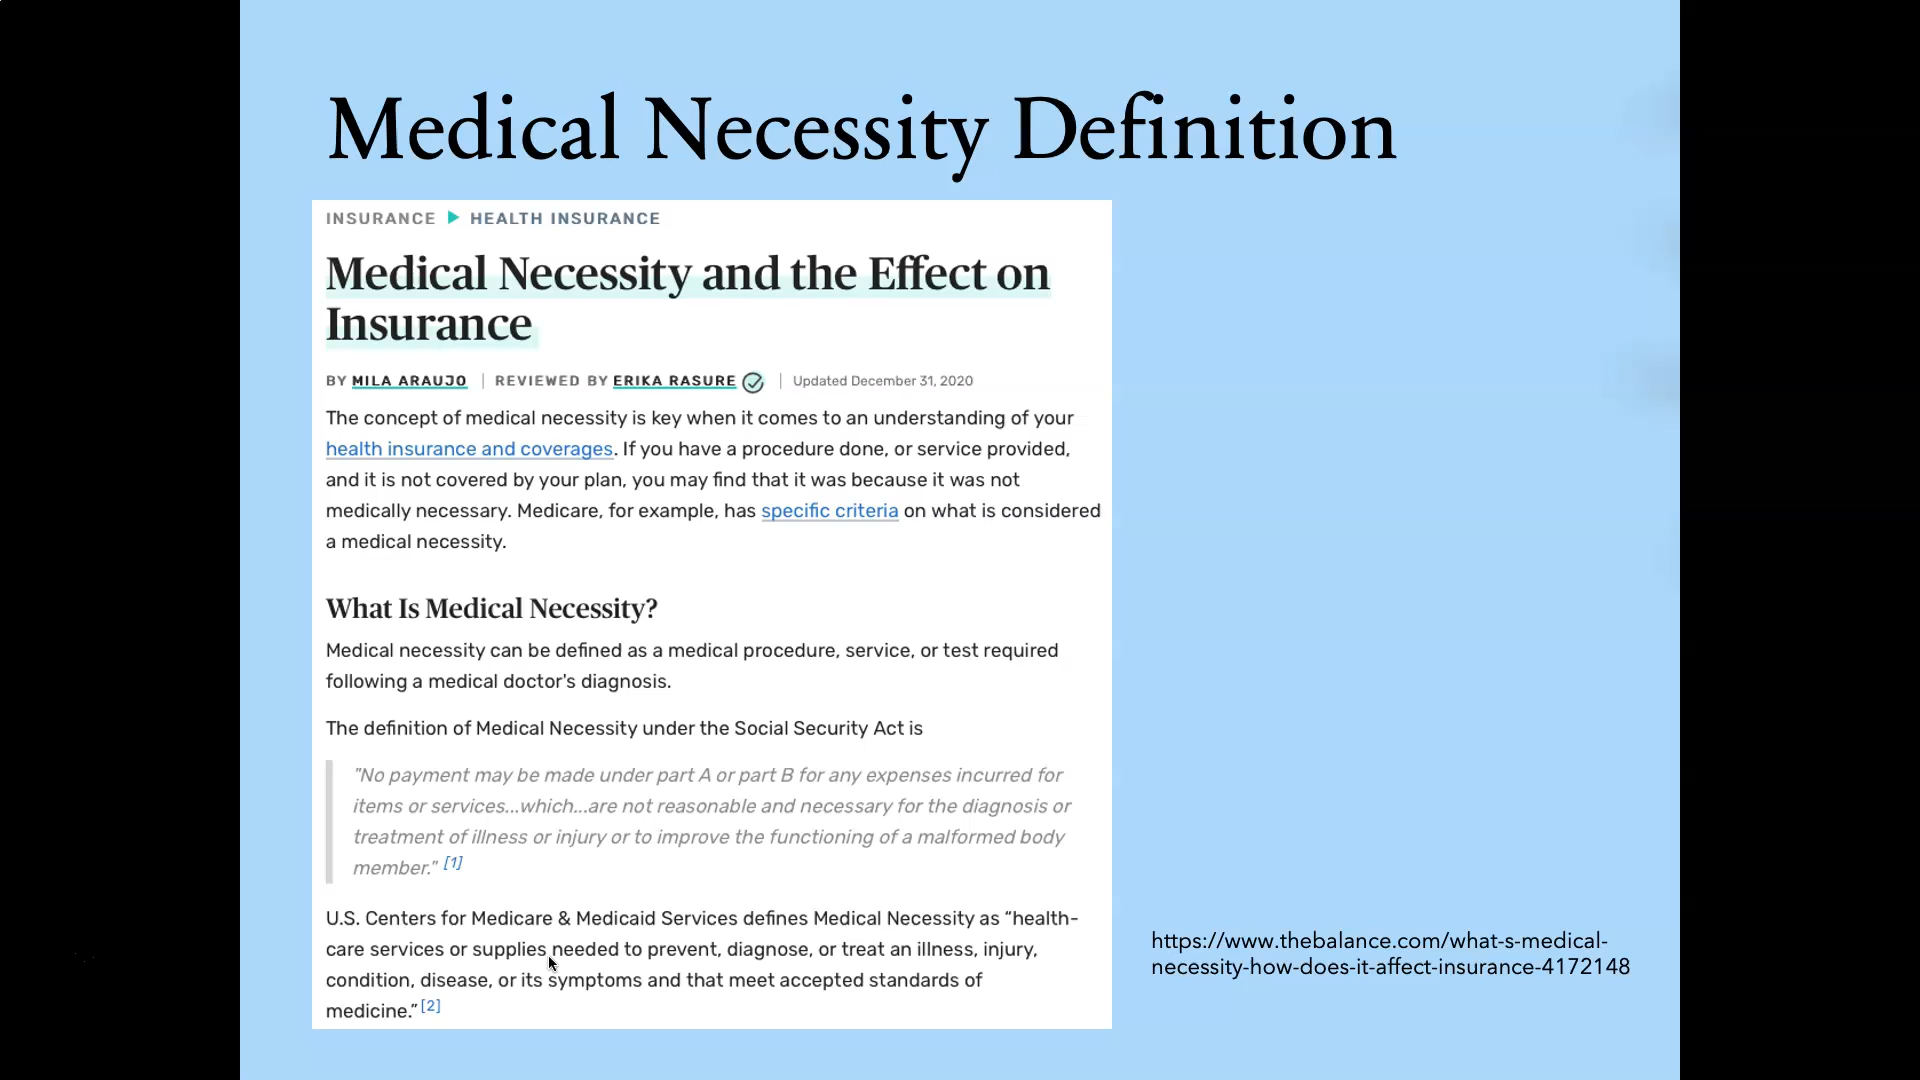 Medical Necessity Definition
INSURANCE ▶ HEALTH INSURANCE
Medical Necessity and the Effect on
Insurance
BY MILA ARAUJO | REVIEWED BY ERIKA RASURE | Updated December 31, 2020
The concept of medical necessity is key when it comes to an understanding of your
health insurance and coverages. If you have a procedure done, or service provided,
and it is not covered by your plan, you may find that it was because it was not
medically necessary. Medicare, for example, has specific criteria on what is considered
a medical necessity.
What Is Medical Necessity?
Medical necessity can be defined as a medical procedure, service, or test required
following a medical doctor's diagnosis.
The definition of Medical Necessity under the Social Security Act is
"No payment may be made under part A or part B for any expenses incurred for
items or services...which...are not reasonable and necessary for the diagnosis or
treatment of illness or injury or to improve the functioning of a malformed body
member." [1]
U.S. Centers for Medicare & Medicaid Services defines Medical Necessity as “health-
care services or supplies needed to prevent, diagnose, or treat an illness, injury,
condition, disease, or its symptoms and that meet accepted standards of
medicine.” [2]
https://www.thebalance.com/what-s-medical-
necessity-how-does-it-affect-insurance-4172148